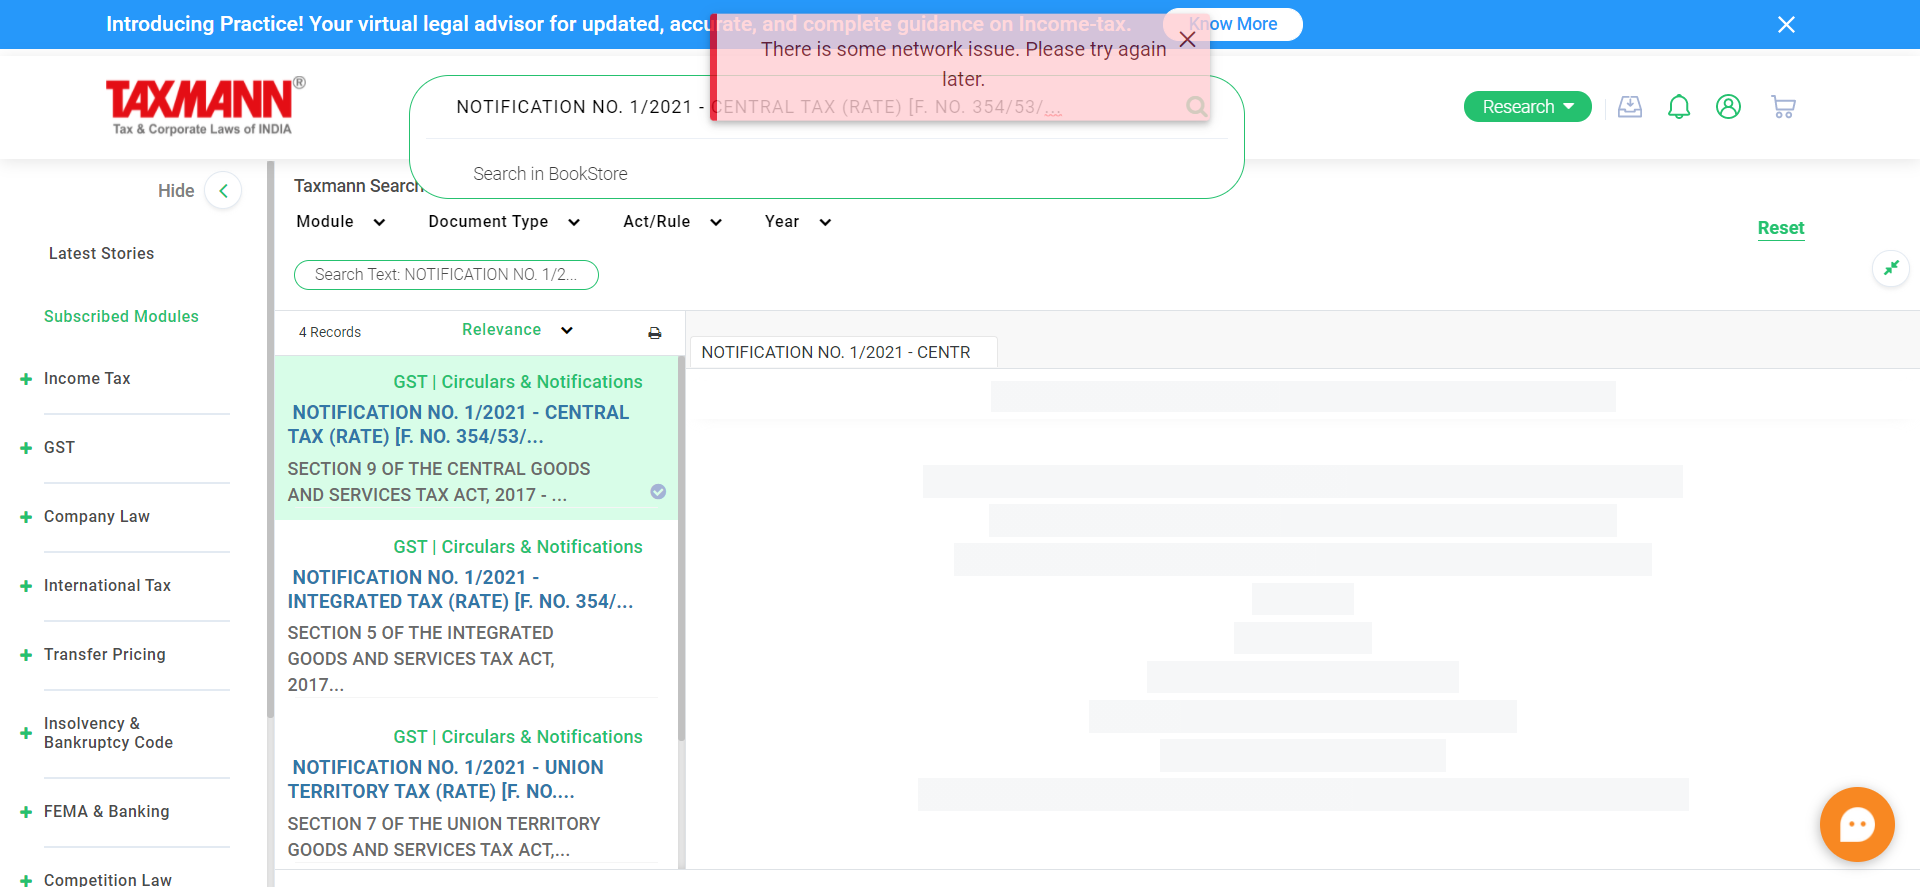 Introducing Practice! Your virtual legal advisor for updated, accurate, and complete guidance on Income-tax.
Know More
There is some network issue. Please try again
later.
TAXMANN®
Tax & Corporate Laws of INDIA
NOTIFICATION NO. 1/2021 - CENTRAL TAX (RATE) [F. NO. 354/53/...
Search in BookStore
Research
Hide
Latest Stories
Subscribed Modules
Income Tax
GST
Company Law
International Tax
Transfer Pricing
Insolvency &
Bankruptcy Code
FEMA & Banking
Competition Law
Taxmann Search
Module
Document Type
Act/Rule
Year
Reset
Search Text: NOTIFICATION NO. 1/2...
4 Records
Relevance
GST | Circulars & Notifications
NOTIFICATION NO. 1/2021 - CENTRAL
TAX (RATE) [F. NO. 354/53/...
SECTION 9 OF THE CENTRAL GOODS
AND SERVICES TAX ACT, 2017 - ...
GST | Circulars & Notifications
NOTIFICATION NO. 1/2021 -
INTEGRATED TAX (RATE) [F. NO. 354/...
SECTION 5 OF THE INTEGRATED
GOODS AND SERVICES TAX ACT,
2017...
GST | Circulars & Notifications
NOTIFICATION NO. 1/2021 - UNION
TERRITORY TAX (RATE) [F. NO....
SECTION 7 OF THE UNION TERRITORY
GOODS AND SERVICES TAX ACT,...
NOTIFICATION NO. 1/2021 - CENTR